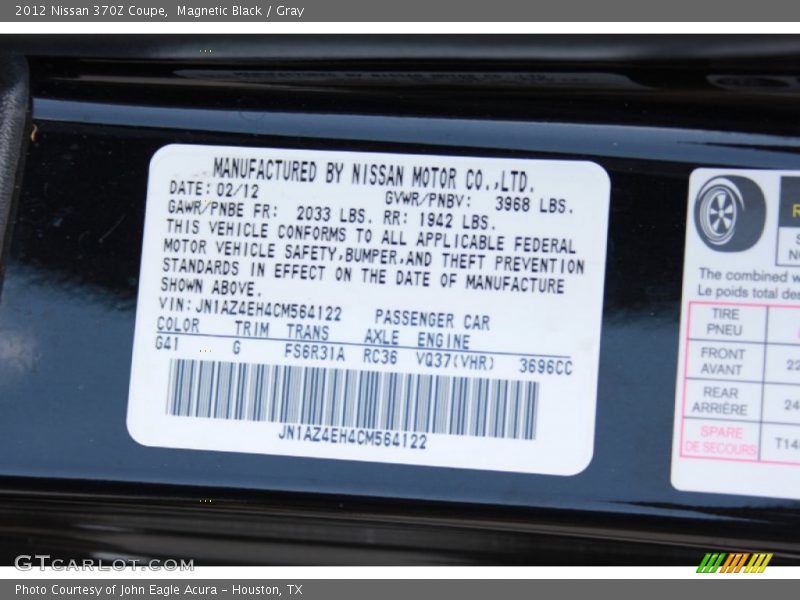 2012 Nissan 370Z Coupe, Magnetic Black / Gray
MANUFACTURED BY NISSAN MOTOR CO.,LTD.
DATE: 02/12 GVWR/PNBV: 3968 LBS.
GAWR/PNBE FR: 2033 LBS. RR: 1942 LBS.
THIS VEHICLE CONFORMS TO ALL APPLICABLE FEDERAL
MOTOR VEHICLE SAFETY,BUMPER,AND THEFT PREVENTION
STANDARDS IN EFFECT ON THE DATE OF MANUFACTURE
SHOWN ABOVE.
VIN: JN1AZ4EH4CM564122 PASSENGER CAR
COLOR TRIM TRANS AXLE ENGINE
G41 G FS6R31A RC36 VQ37(VHR) 3696CC
JN1AZ4EH4CM564122
The combined
Le poids total
TIRE
PNEU
FRONT
AVANT
REAR
ARRIÈRE
SPARE
DE SECOURS
GTCARLOT.COM
Photo Courtesy of John Eagle Acura - Houston, TX